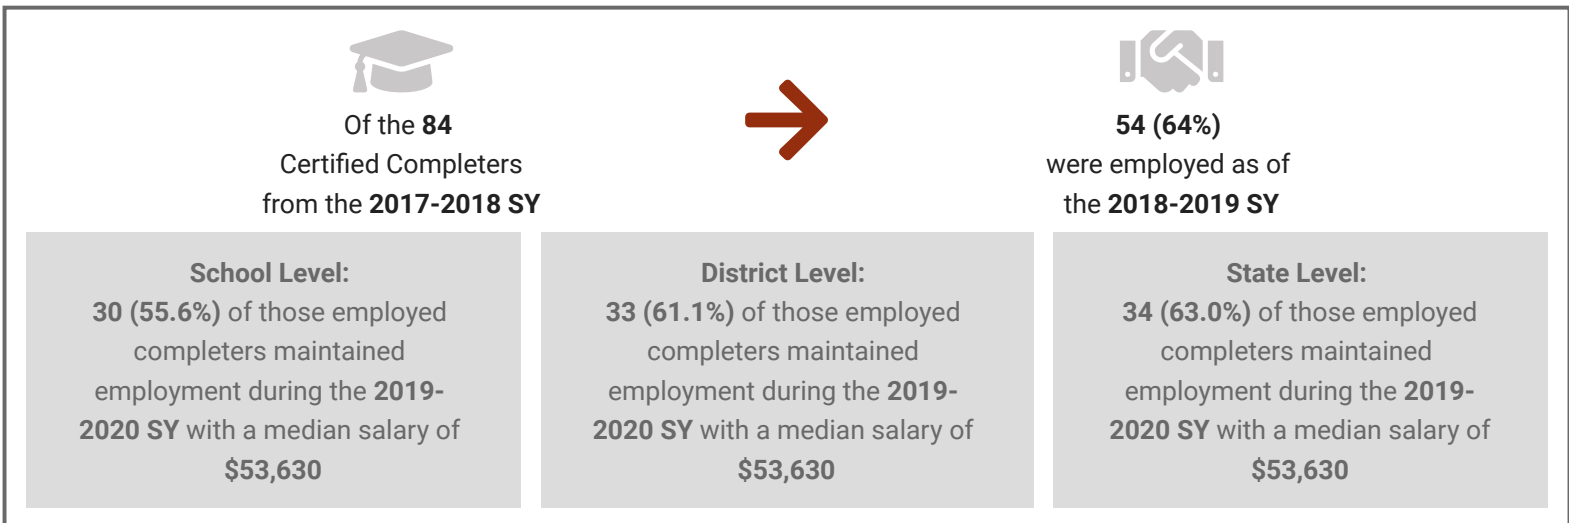 Of the 84
Certified Completers
from the 2017-2018 SY
54 (64%)
were employed as of
the 2018-2019 SY
School Level:
30 (55.6%) of those employed
completers maintained
employment during the 2019-
2020 SY with a median salary of
$53,630
District Level:
33 (61.1%) of those employed
completers maintained
employment during the 2019-
2020 SY with a median salary of
$53,630
State Level:
34 (63.0%) of those employed
completers maintained
employment during the 2019-
2020 SY with a median salary of
$53,630